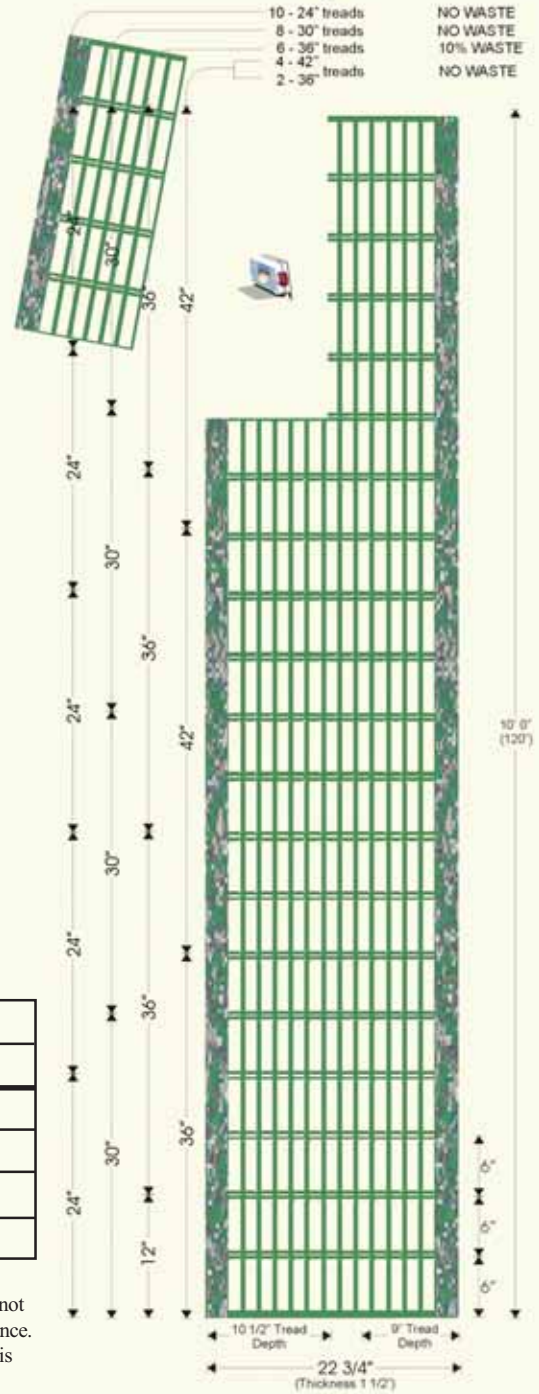 10 - 24" treads NO WASTE
8 - 30" treads NO WASTE
6 - 36" treads 10% WASTE
4 - 42"
2 - 36" treads NO WASTE
24"
30"
36"
42"
24"
30"
36"
42"
24"
30"
24"
36"
36"
30"
24"
12"
6"
6"
6"
10' 0"
(120")
10 1/2" Tread
Depth
9" Tread
Depth
22 3/4"
(Thickness 1 1/2")
not
nce.
is